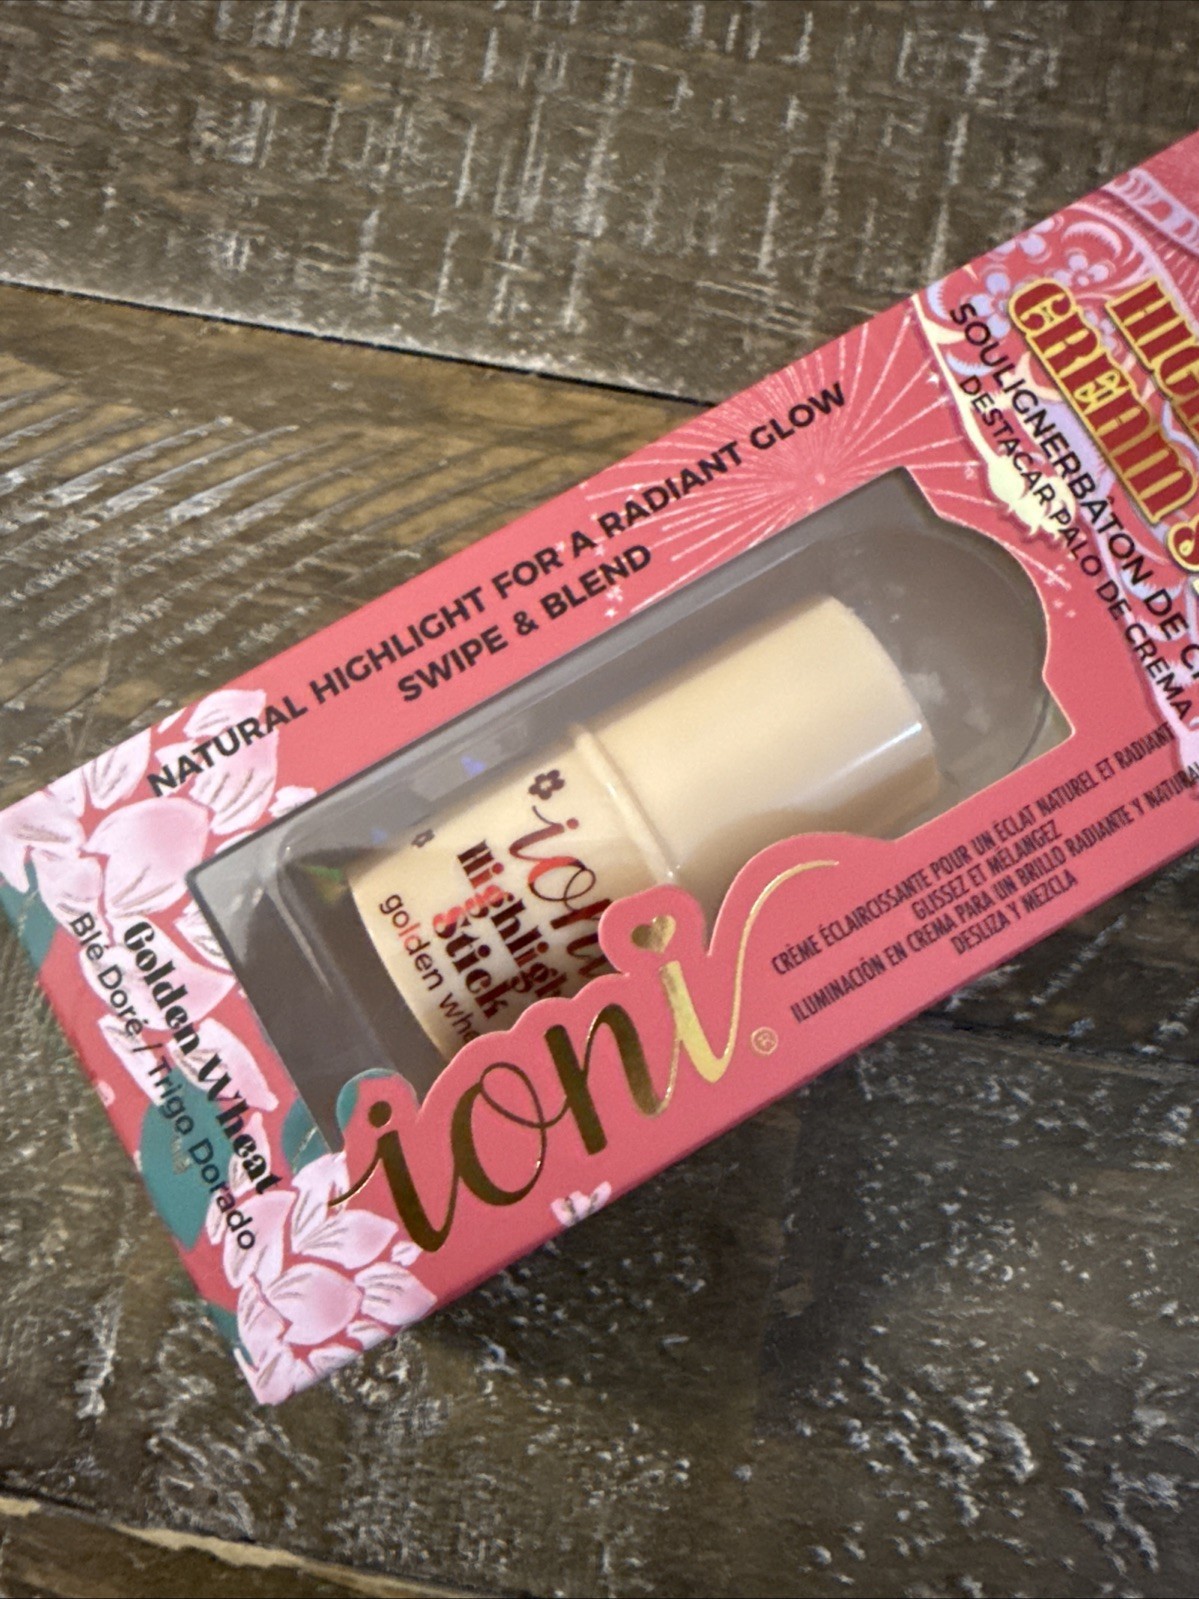 NATURAL HIGHLIGHT FOR A RADIANT GLOW
SWIPE & BLEND
CREAM
SOULIGNERBÂTON DE
DESTACAR PALO DE CREMA
ioni
Highlight
Stick
golden
ioni®
CRÈME ÉCLAIRCISSANTE POUR UN ÉCLAT NATUREL ET RADIANT
GLISSEZ ET MÉLANGEZ
ILUMINACIÓN EN CREMA PARA UN BRILLO RADIANTE Y NATURAL
DESLIZA Y MEZCLA
Golden Wheat
Blé Doré / Trigo Dorado